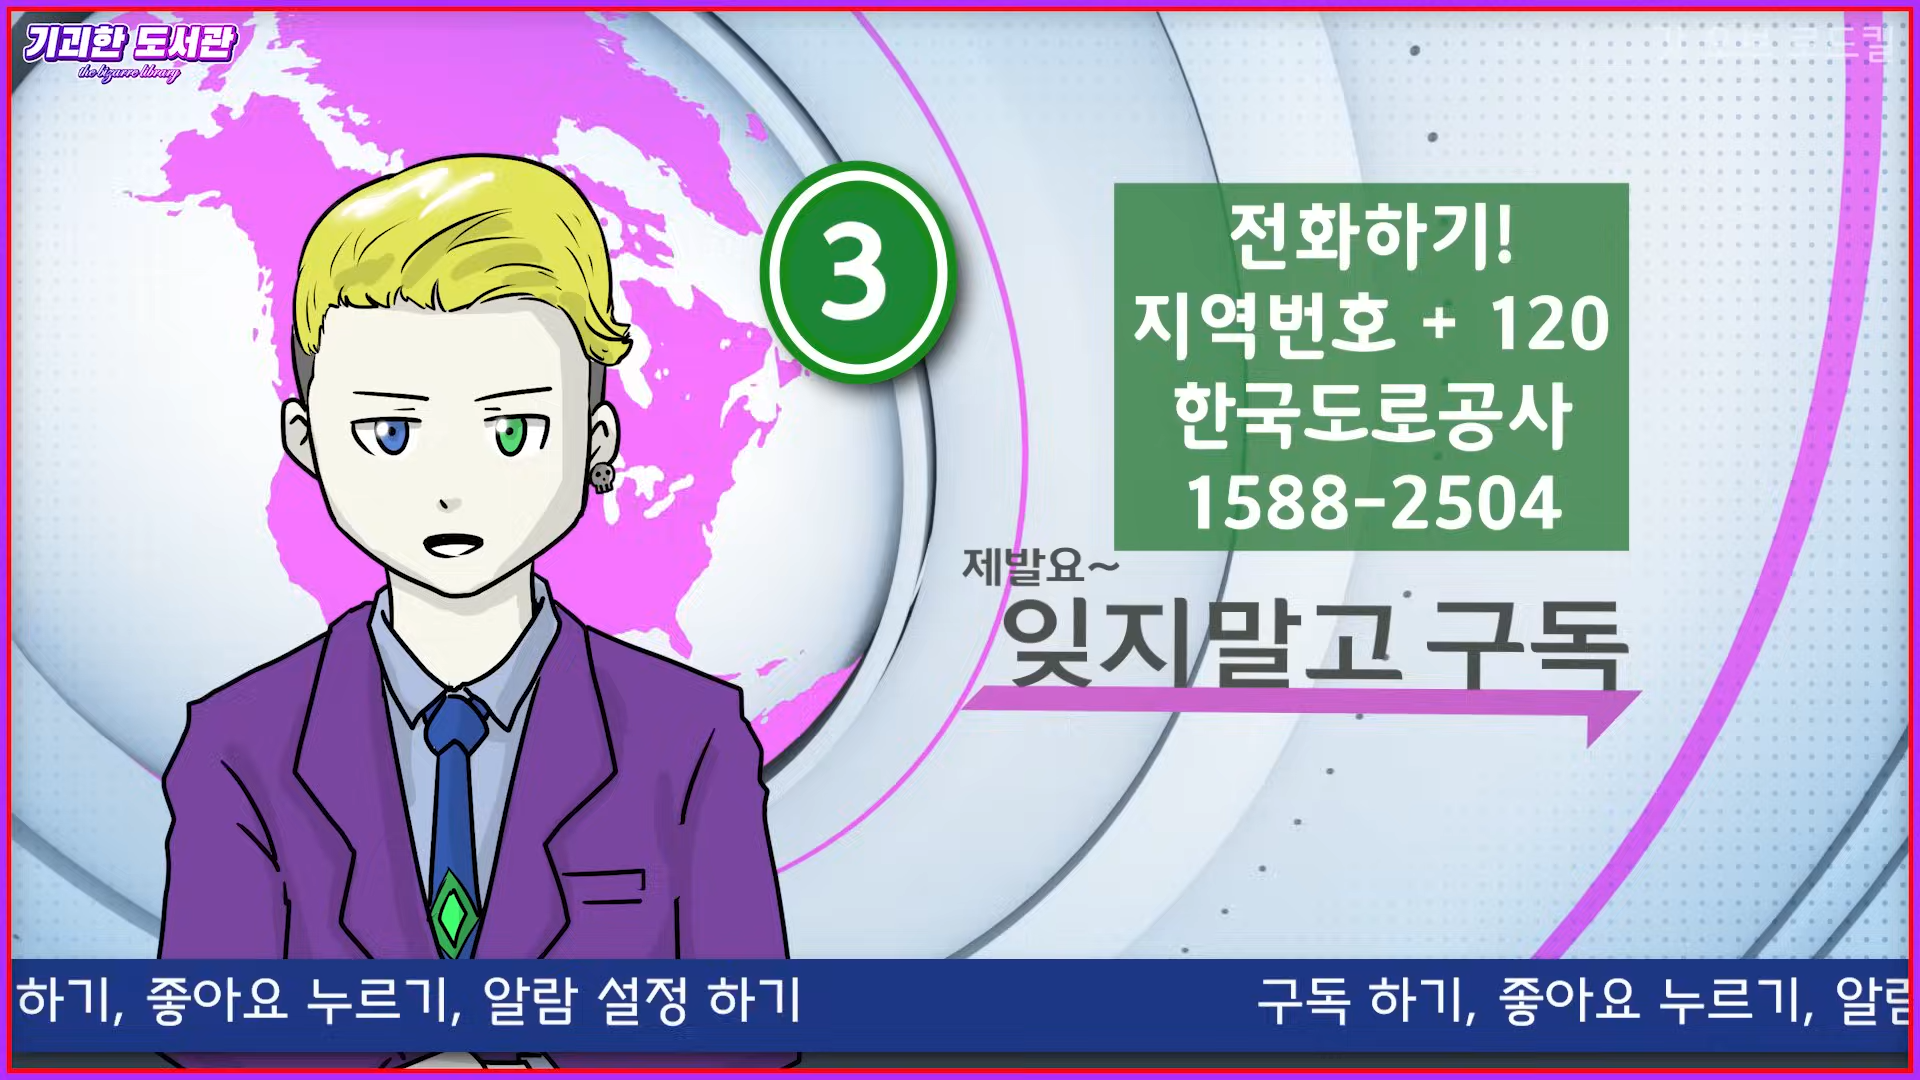 기괴한 도서관
the bizarre library
3
전화하기!
지역번호 + 120
한국도로공사
1588-2504
제발요~
잊지말고 구독
하기, 좋아요 누르기, 알람 설정 하기
구독 하기, 좋아요 누르기, 알람